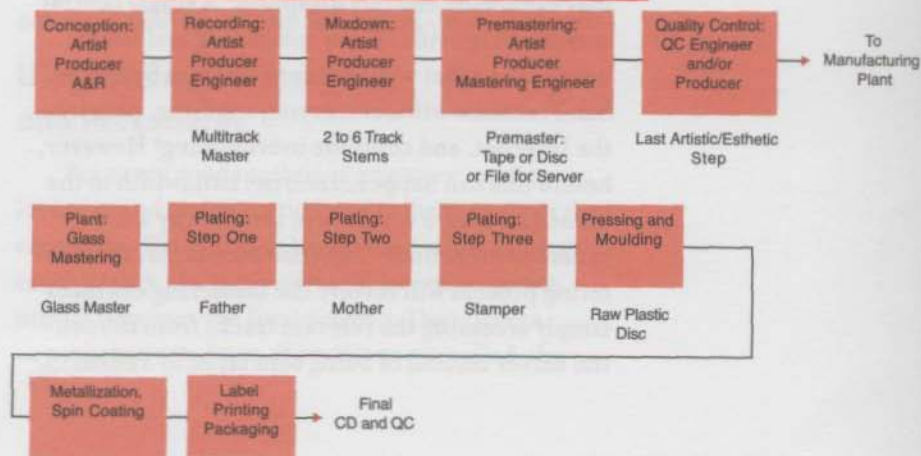 Conception:
Artist
Producer
A&R
Recording:
Artist
Producer
Engineer
Mixdown:
Artist
Producer
Engineer
Premastering:
Artist
Producer
Mastering Engineer
Quality Control:
QC Engineer
and/or
Producer
To
Manufacturing
Plant
Multitrack
Master
2 to 6 Track
Stems
Premaster:
Tape or Disc
or File for Server
Last Artistic/Esthetic
Step
Plant:
Glass
Mastering
Plating:
Step One
Plating:
Step Two
Plating:
Step Three
Pressing and
Moulding
Glass Master
Father
Mother
Stamper
Raw Plastic
Disc
Metallization,
Spin Coating
Label
Printing
Packaging
Final
CD and QC